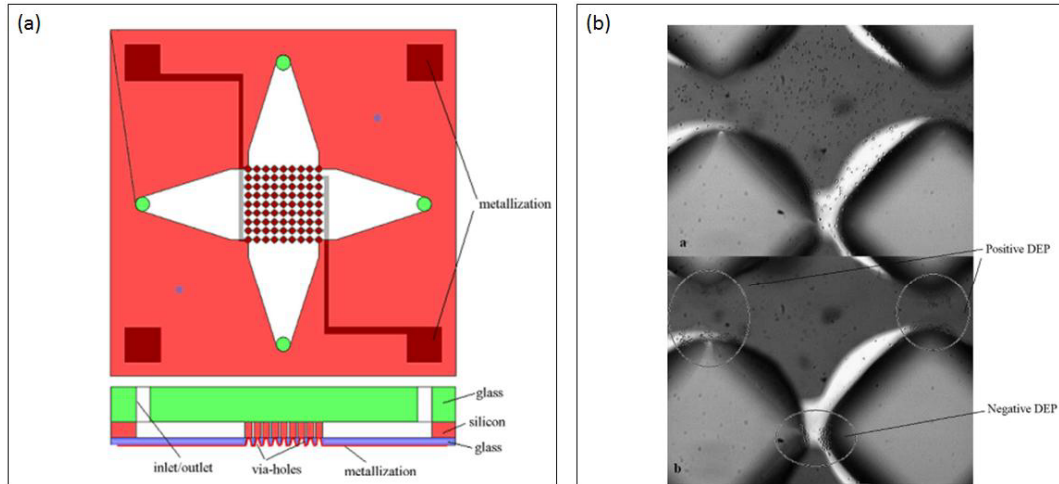 (a)
metallization
glass
silicon
glass
inlet/outlet
via-holes
metallization
(b)
a
Positive DEP
Negative DEP
b